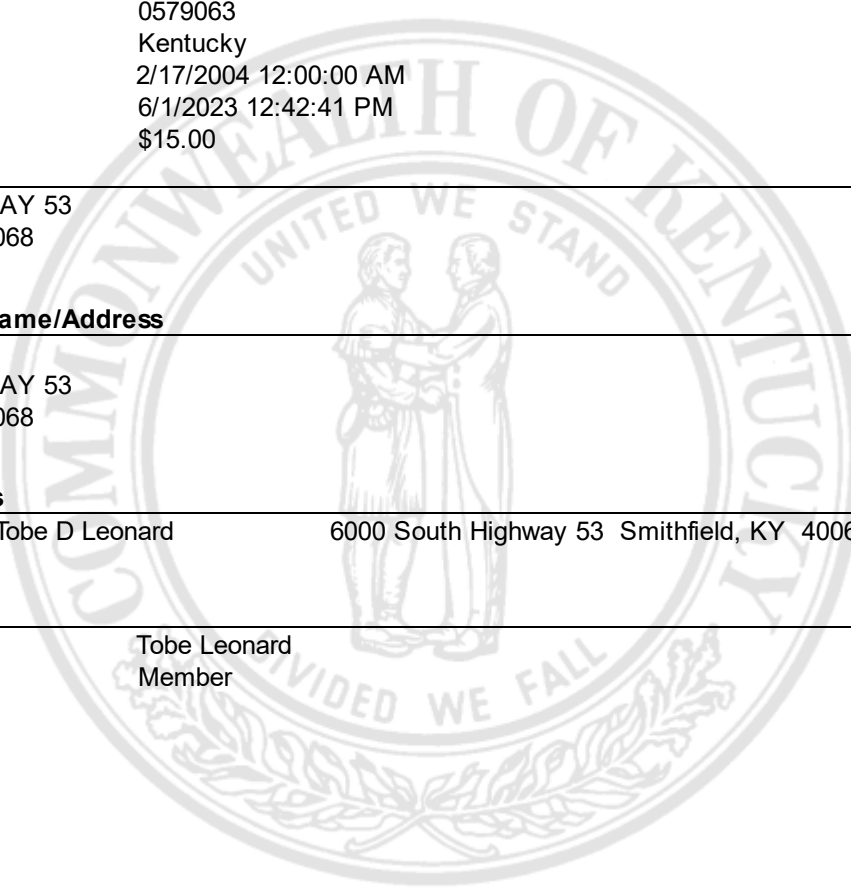 0579063
Kentucky
2/17/2004 12:00:00 AM
6/1/2023 12:42:41 PM
$15.00
AY 53
068
ame/Address
AY 53
068
s
Tobe D Leonard 6000 South Highway 53 Smithfield, KY 4006
Tobe Leonard
Member
COMMONWEALTH OF KENTUCKY
UNITED WE STAND
DIVIDED WE FALL